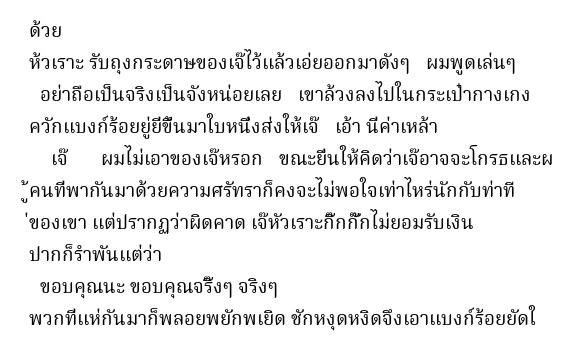 ด้วย
ห้วเราะ รับถุงกระดาษของเจ๊ไว้แล้วเอ่ยออกมาดังๆ ผมพูดเล่นๆ
อย่าถือเป็นจริงเป็นจังหน่อยเลย เขาล้วงลงไปในกระเป๋ากางเกง
ควักแบงก์ร้อยยู่ยี่ขึ้นมาใบหนึ่งส่งให้เจ๊ เอ้า นี่ค่าเหล้า
เจ๊ ผมไม่เอาของเจ๊หรอก ขณะยื่นให้คิดว่าเจ๊อาจจะโกรธและผ
ู้คนที่พากันมาด้วยความศรัทราก็คงจะไม่พอใจเท่าไหร่นักกับท่าที
่ของเขา แต่ปรากฏว่าผิดคาด เจ๊หัวเราะกิ๊กกั๊กไม่ยอมรับเงิน
ปากก็รำพันแต่ว่า
ขอบคุณนะ ขอบคุณจริ๊งๆ จริงๆ
พวกที่แห่กันมาก็พลอยพยักพเยิด ชักหงุดหงิดจึงเอาแบงก์ร้อยยัดใ